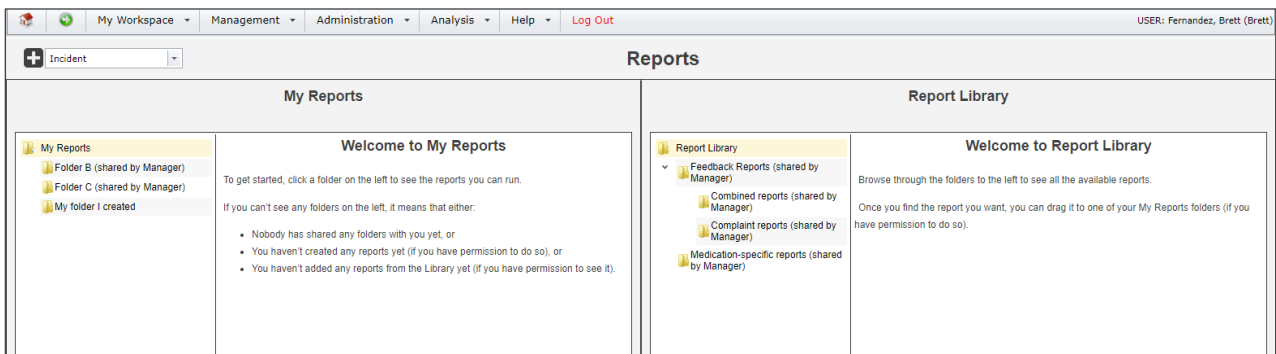 My Workspace Management Administration Analysis Help Log Out USER: Fernandez, Brett (Brett)
Incident
Reports
My Reports
My Reports
Folder B (shared by Manager)
Folder C (shared by Manager)
My folder I created
Welcome to My Reports
To get started, click a folder on the left to see the reports you can run.
If you can't see any folders on the left, it means that either:
• Nobody has shared any folders with you yet, or
• You haven't created any reports yet (if you have permission to do so), or
• You haven't added any reports from the Library yet (if you have permission to see it).
Report Library
Report Library
Feedback Reports (shared by
Manager)
Combined reports (shared by
Manager)
Complaint reports (shared by
Manager)
Medication-specific reports (shared
by Manager)
Welcome to Report Library
Browse through the folders to the left to see all the available reports.
Once you find the report you want, you can drag it to one of your My Reports folders (if you
have permission to do so).